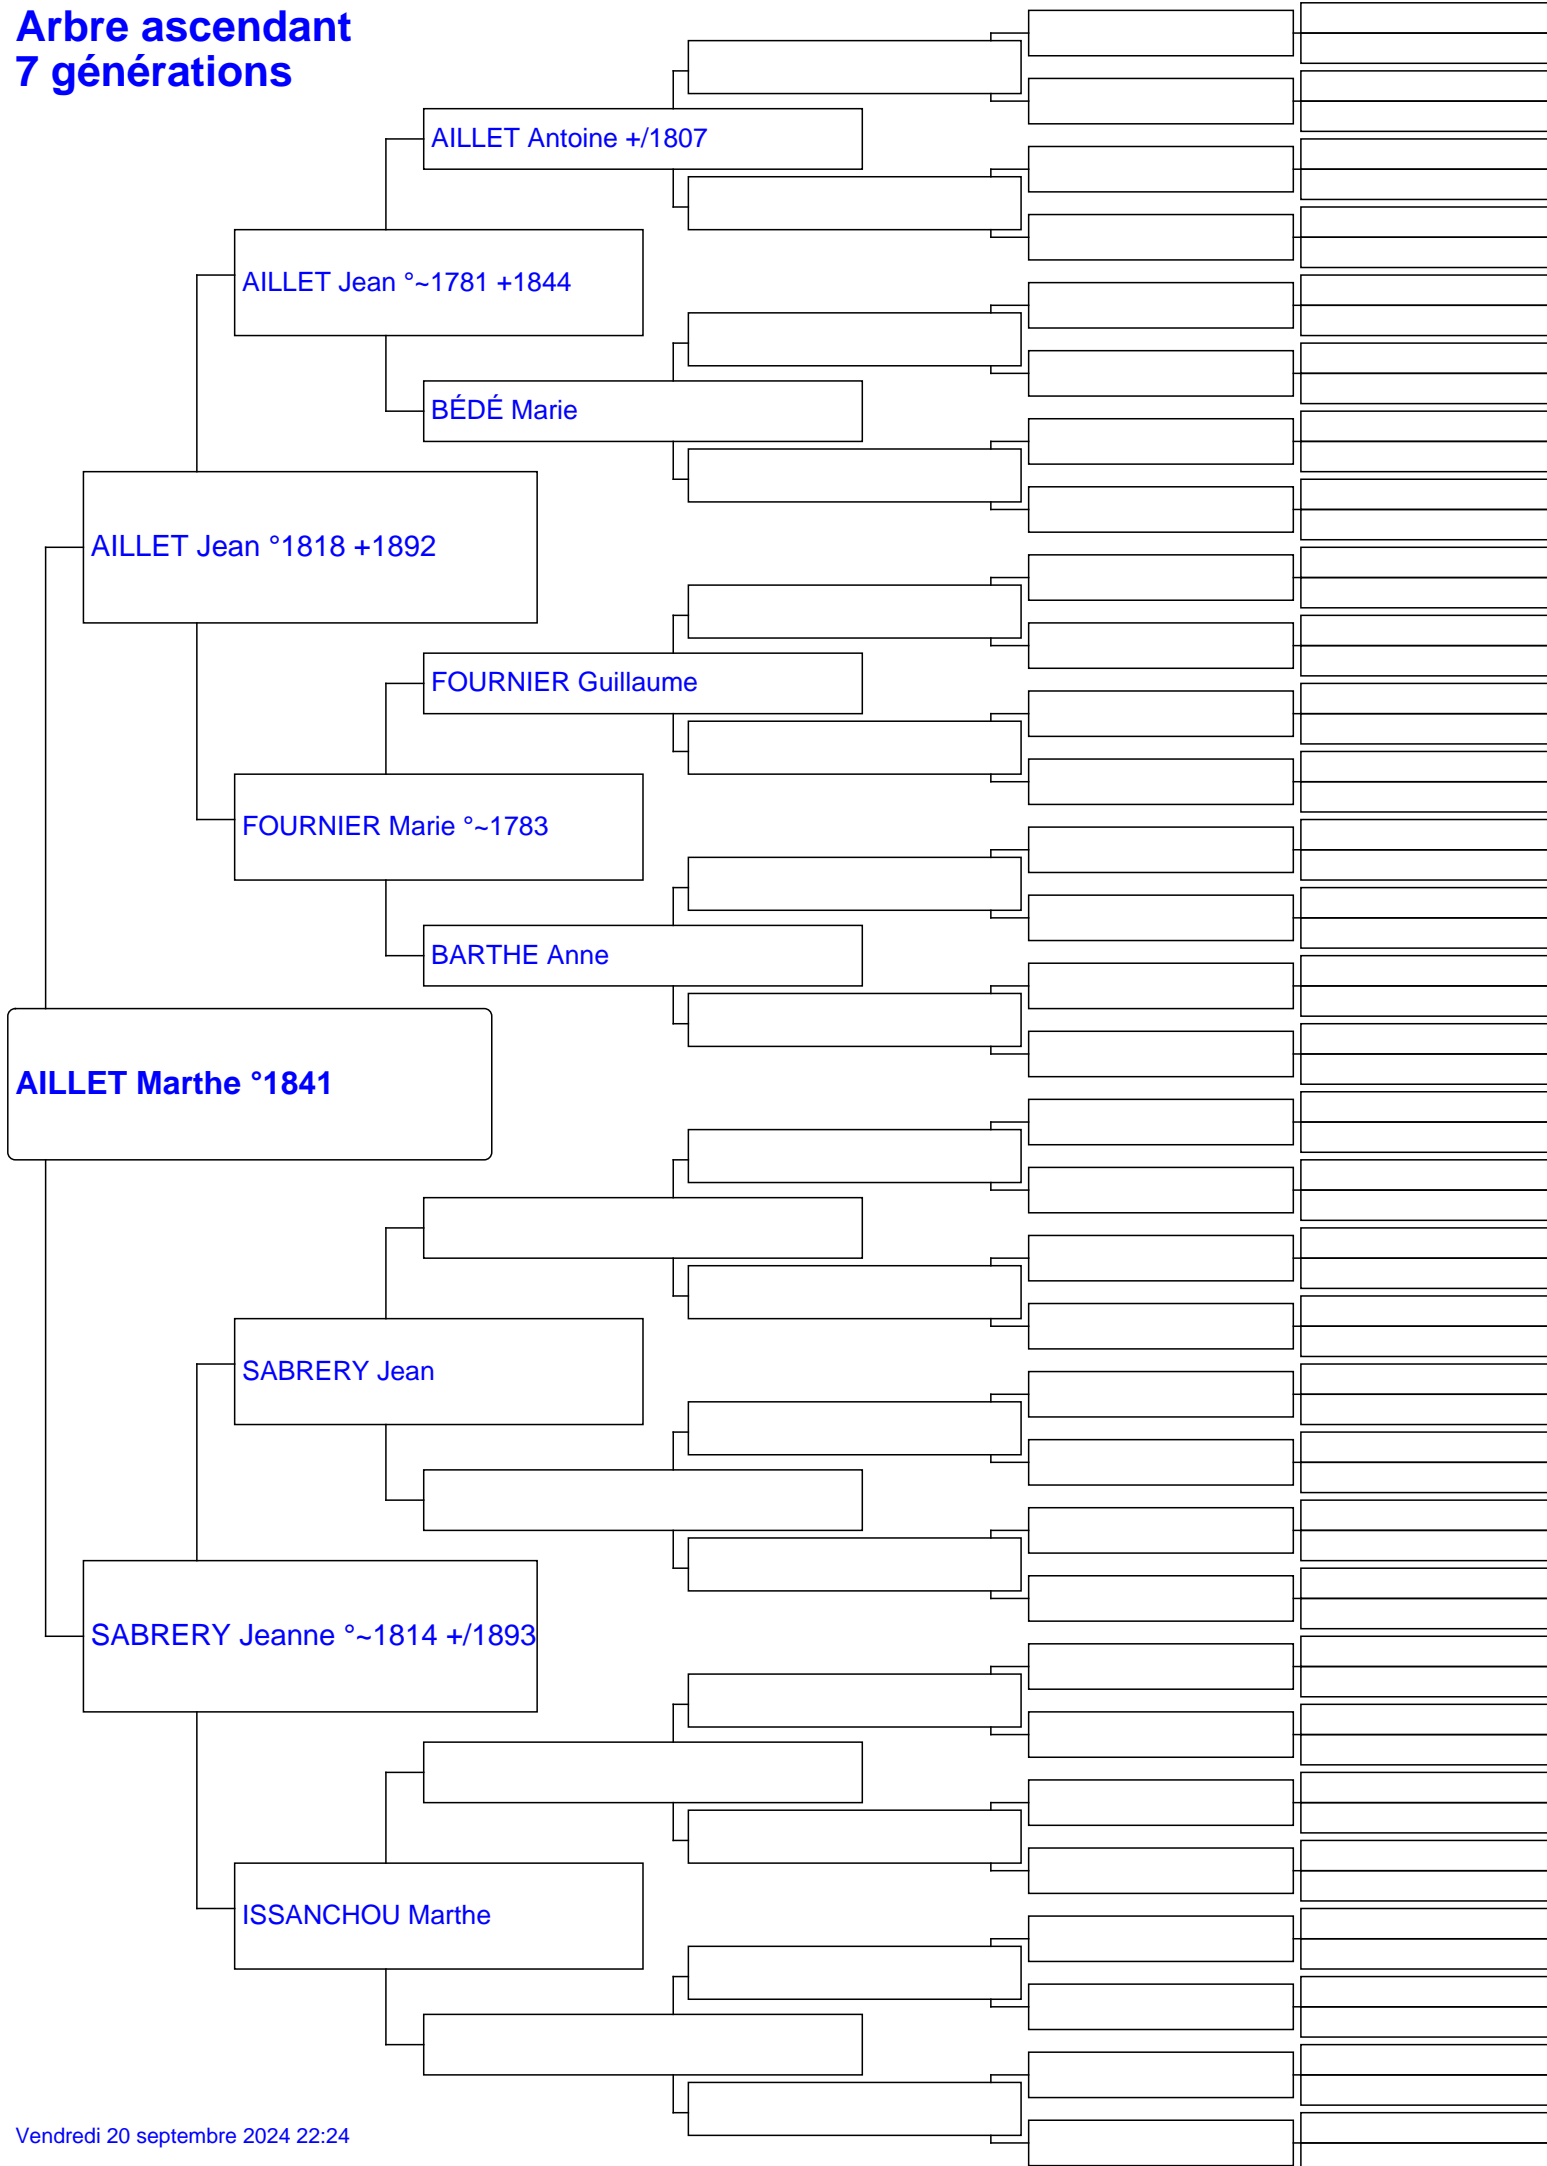 Arbre ascendant
7 générations
AILLET Antoine +/1807
AILLET Jean °~1781 +1844
BÉDÉ Marie
AILLET Jean °1818 +1892
FOURNIER Guillaume
FOURNIER Marie °~1783
BARTHE Anne
AILLET Marthe °1841
SABRERY Jean
SABRERY Jeanne °~1814 +/1893
ISSANCHOU Marthe
Vendredi 20 septembre 2024 22:24